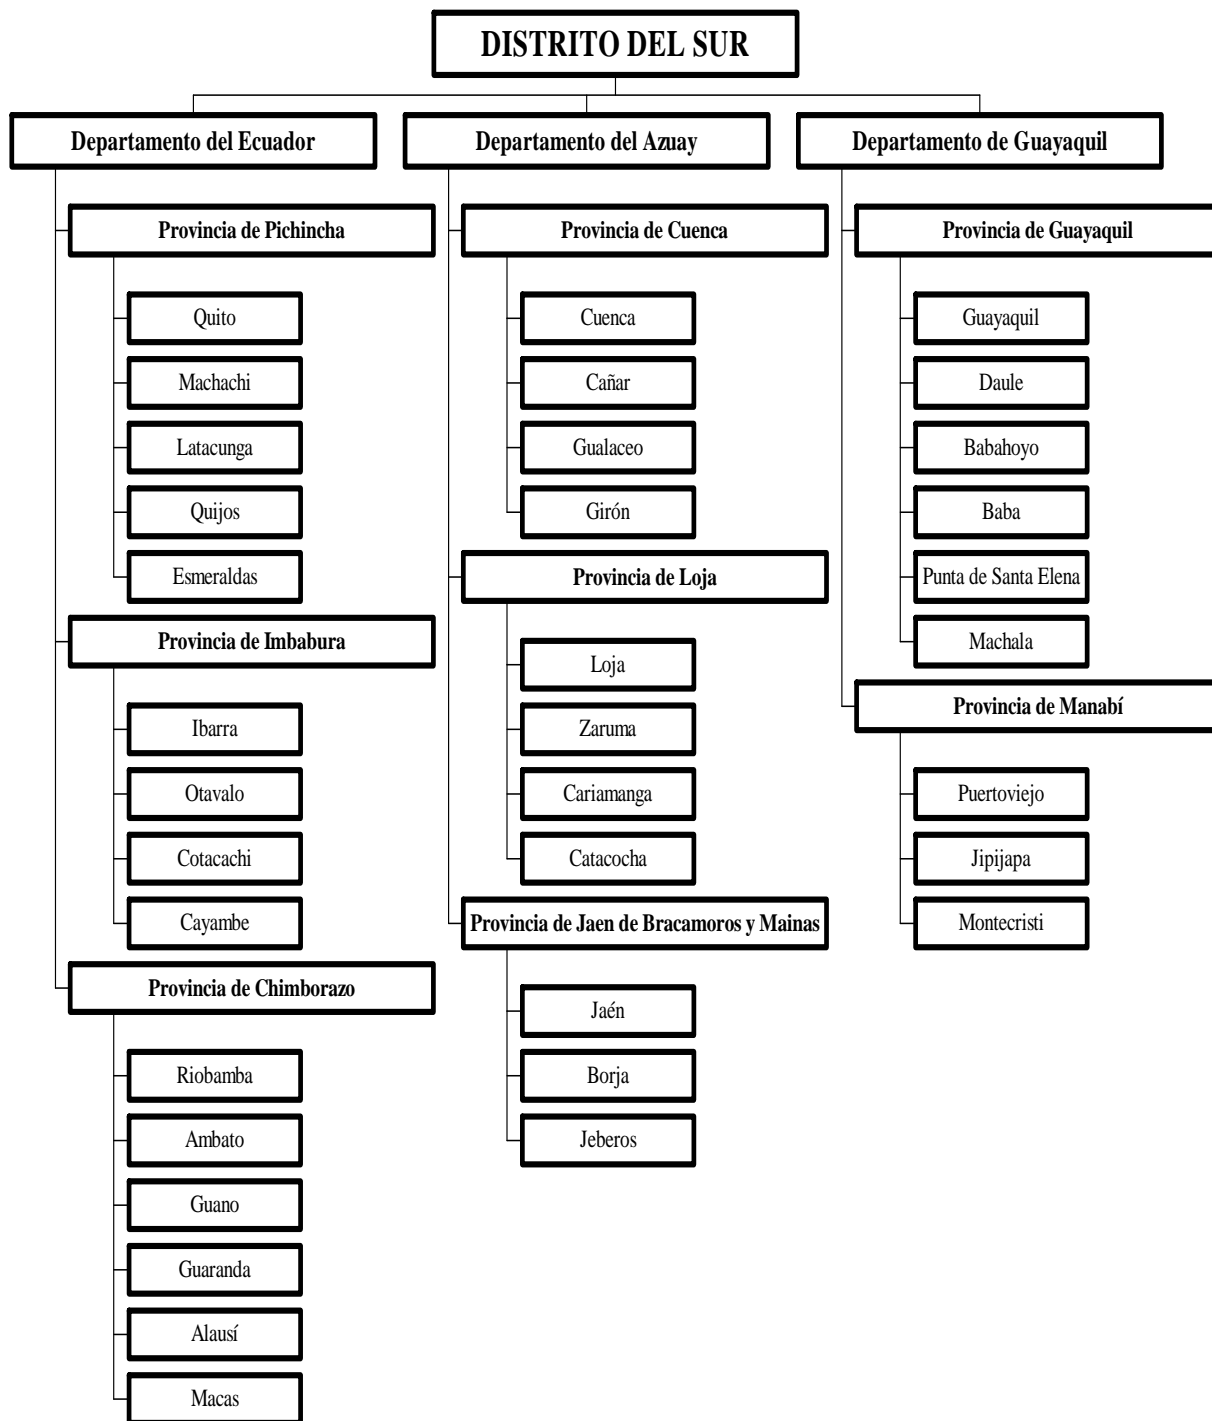 DISTRITO DEL SUR
Departamento del Ecuador
Provincia de Pichincha
Quito
Machachi
Latacunga
Quijos
Esmeraldas
Provincia de Imbabura
Ibarra
Otavalo
Cotacachi
Cayambe
Provincia de Chimborazo
Riobamba
Ambato
Guano
Guaranda
Alausí
Macas
Departamento del Azuay
Provincia de Cuenca
Cuenca
Cañar
Gualaceo
Girón
Provincia de Loja
Loja
Zaruma
Cariamanga
Catacocha
Provincia de Jaen de Bracamoros y Mainas
Jaén
Borja
Jeberos
Departamento de Guayaquil
Provincia de Guayaquil
Guayaquil
Daule
Babahoyo
Baba
Punta de Santa Elena
Machala
Provincia de Manabí
Puertoviejo
Jipijapa
Montecristi